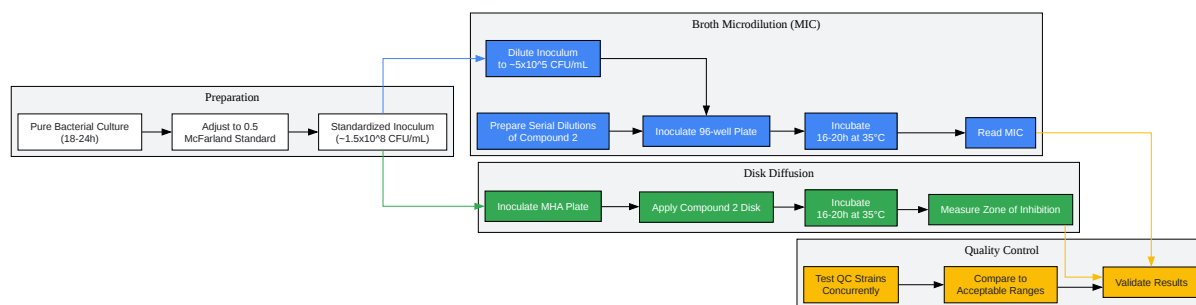 Broth Microdilution (MIC)
Dilute Inoculum
to ~5x10^5 CFU/mL
Preparation
Pure Bacterial Culture
(18-24h)
Adjust to 0.5
McFarland Standard
Standardized Inoculum
(~1.5x10^8 CFU/mL)
Prepare Serial Dilutions
of Compound 2
Inoculate 96-well Plate
Incubate
16-20h at 35°C
Read MIC
Disk Diffusion
Inoculate MHA Plate
Apply Compound 2 Disk
Incubate
16-20h at 35°C
Measure Zone of Inhibition
Quality Control
Test QC Strains
Concurrently
Compare to
Acceptable Ranges
Validate Results